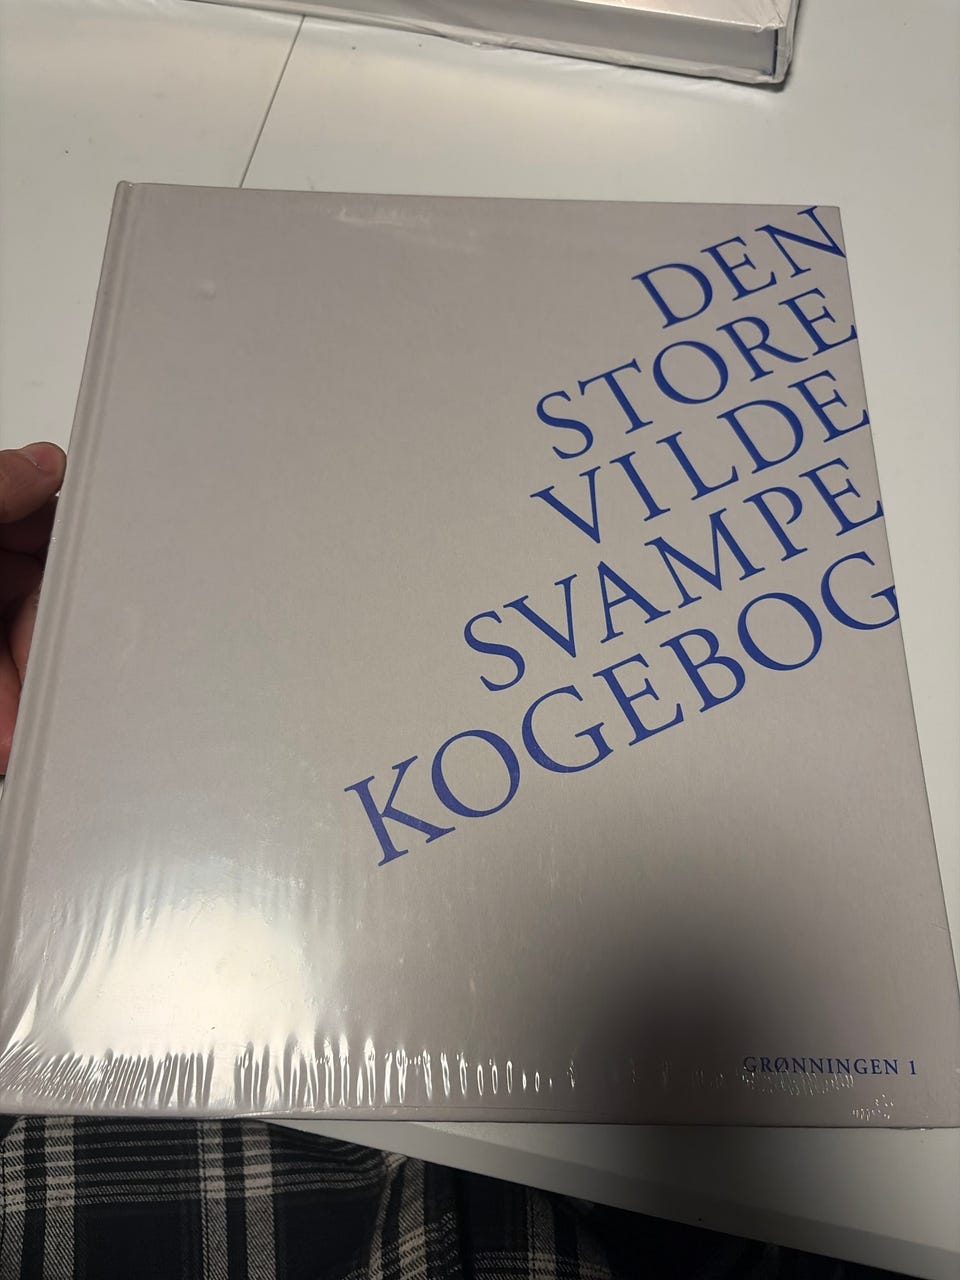 DEN
STORE
VILDE
SVAMPE
KOGEBOG
GRØNNINGEN 1